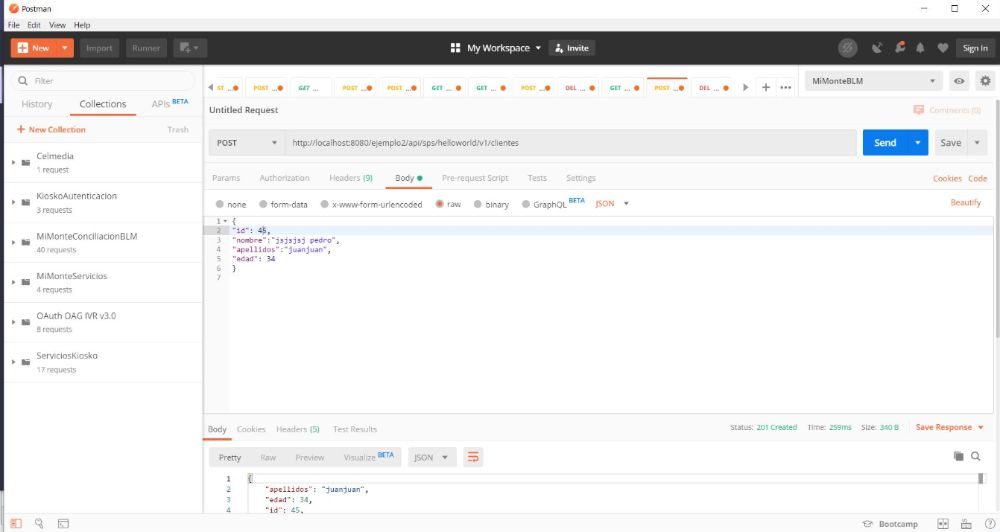 Postman
File Edit View Help
New Import Runner My Workspace Invite Sign In
Filter
History Collections APIs BETA
New Collection Trash
Celmedia
1 request
KioskoAutenticacion
3 requests
MiMonteConciliacionBLM
40 requests
MiMonteServicios
4 requests
OAuth OAG IVR v3.0
8 requests
ServiciosKiosko
17 requests
ST ... POST ... GET ... POST ... POST ... GET ... GET ... POST ... DEL ... GET ... POST ... DEL ... MiMonteBLM
Untitled Request Comments (0)
POST http://localhost:8080/ejemplo2/api/sps/helloworld/v1/clientes Send Save
Params Authorization Headers (9) Body Pre-request Script Tests Settings Cookies Code
none form-data x-www-form-urlencoded raw binary GraphQL BETA JSON Beautify
1 {
2 "id": 45,
3 "nombre":"jsjsjsj pedro",
4 "apellidos":"juanjuan",
5 "edad": 34
6 }
7
Body Cookies Headers (5) Test Results Status: 201 Created Time: 259ms Size: 340 B Save Response
Pretty Raw Preview Visualize BETA JSON
1 {
2 "apellidos": "juanjuan",
3 "edad": 34,
4 "id": 45,
Bootcamp